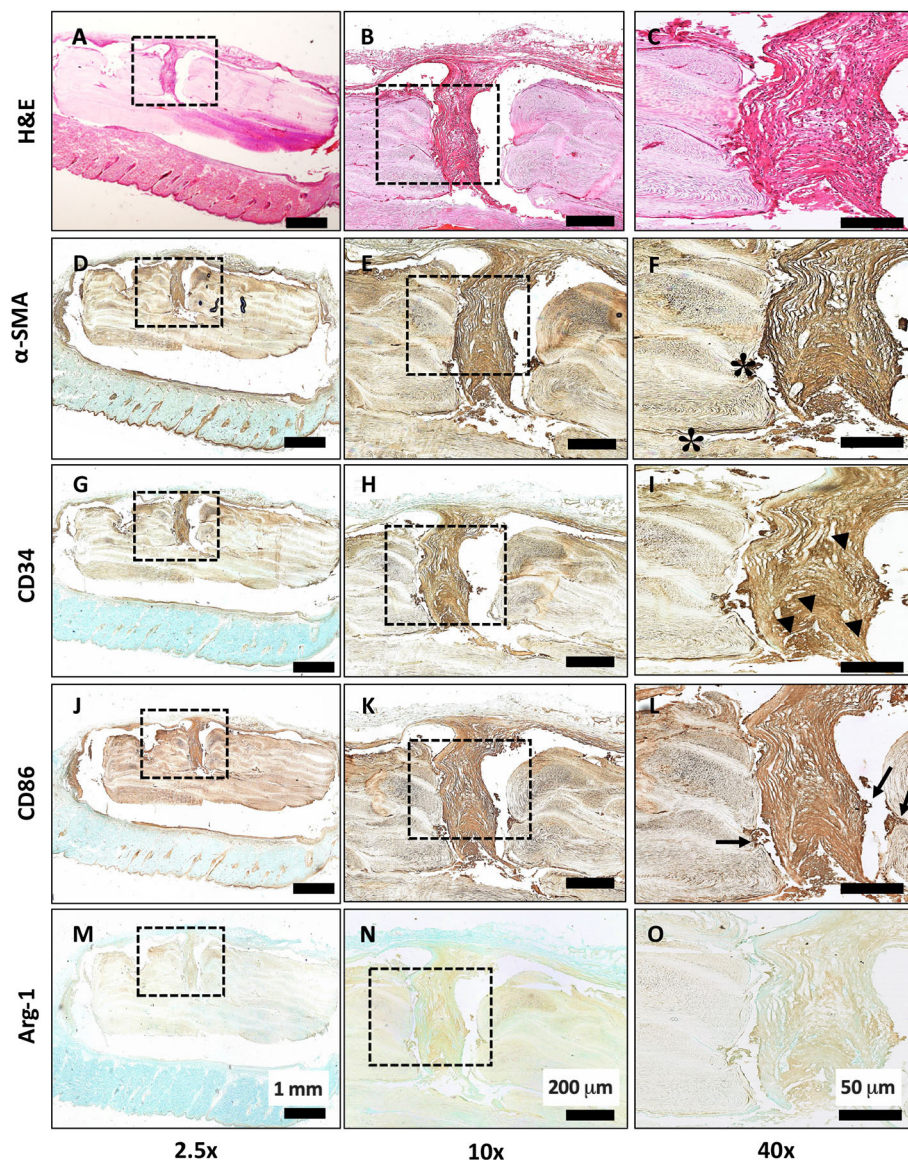 H&E
A
B
C
α-SMA
D
E
F
*
*
CD34
G
H
I
CD86
J
K
L
Arg-1
M
N
O
1 mm
200 μm
50 μm
2.5x
10x
40x